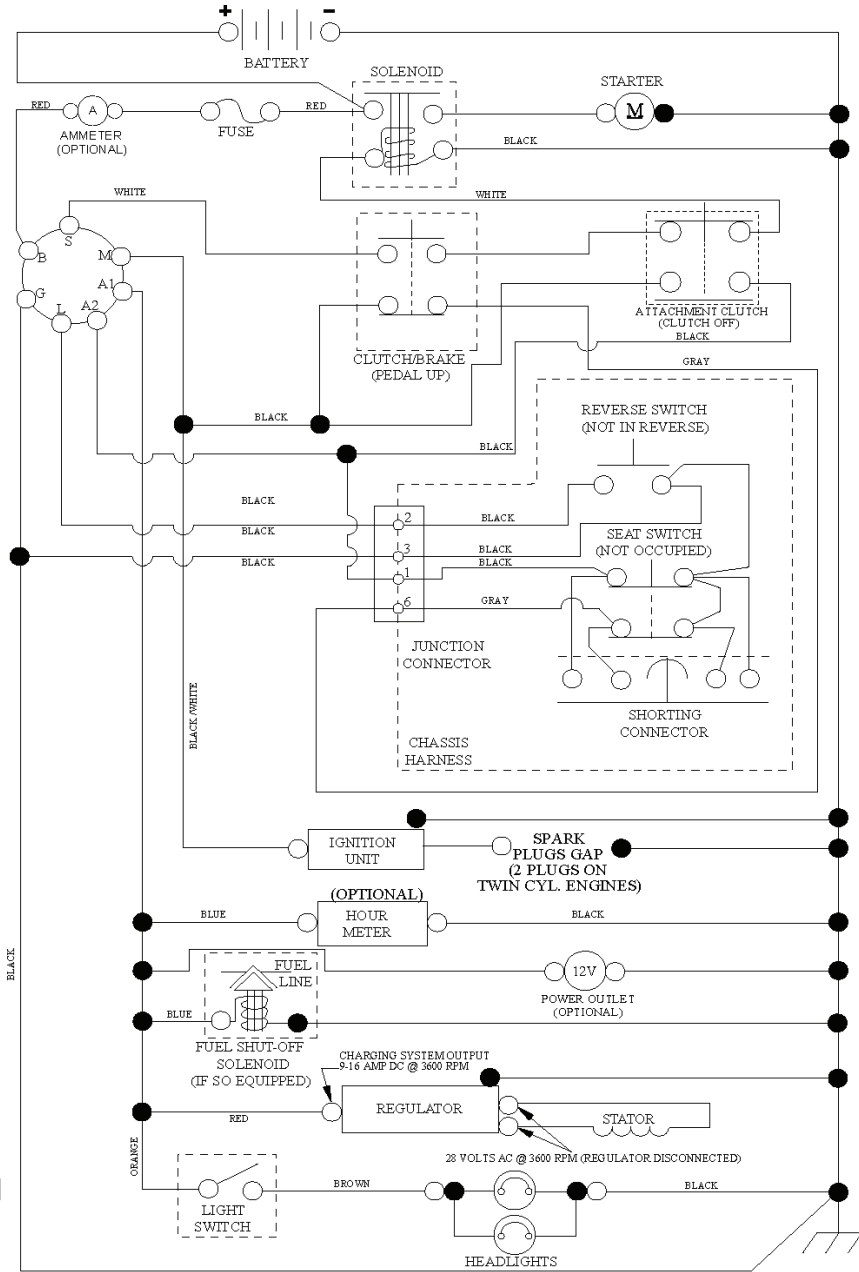 + -
BATTERY
SOLENOID
STARTER
RED
A
AMMETER
(OPTIONAL)
FUSE
RED
M
BLACK
WHITE
WHITE
S
B
M
G
A1
L
A2
ATTACHMENT CLUTCH
(CLUTCH OFF)
BLACK
CLUTCH/BRAKE
(PEDAL UP)
GRAY
BLACK
BLACK
REVERSE SWITCH
(NOT IN REVERSE)
BLACK
2
BLACK
BLACK
SEAT SWITCH
(NOT OCCUPIED)
3
BLACK
BLACK
BLACK
1
6
GRAY
JUNCTION
CONNECTOR
SHORTING
CONNECTOR
CHASSIS
HARNESS
BLACK/WHITE
IGNITION
UNIT
SPARK
PLUGS GAP
(2 PLUGS ON
TWIN CYL. ENGINES)
(OPTIONAL)
HOUR
METER
BLUE
BLACK
BLACK
FUEL
LINE
12V
POWER OUTLET
(OPTIONAL)
BLUE
FUEL SHUT-OFF
SOLENOID
(IF SO EQUIPPED)
CHARGING SYSTEM OUTPUT
9-16 AMP DC @ 3600 RPM
REGULATOR
STATOR
RED
28 VOLTS AC @ 3600 RPM (REGULATOR DISCONNECTED)
ORANGE
BROWN
BLACK
LIGHT
SWITCH
HEADLIGHTS